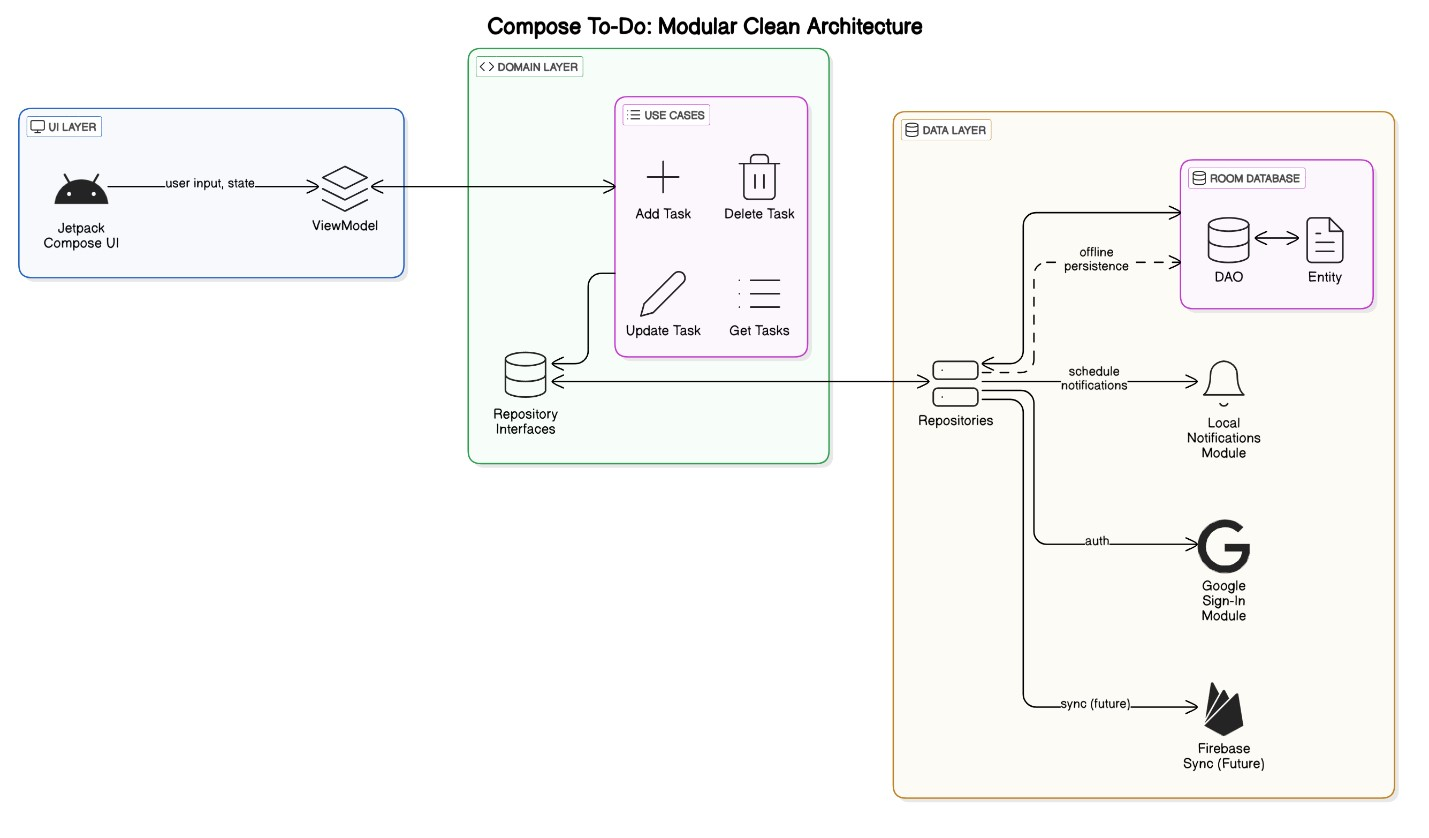 Compose To-Do: Modular Clean Architecture
UI LAYER
user input, state
Jetpack
Compose UI
ViewModel
DOMAIN LAYER
USE CASES
Add Task
Delete Task
Update Task
Get Tasks
Repository
Interfaces
DATA LAYER
ROOM DATABASE
DAO
Entity
offline
persistence
Repositories
schedule
notifications
Local
Notifications
Module
auth
Google
Sign-In
Module
sync (future)
Firebase
Sync (Future)